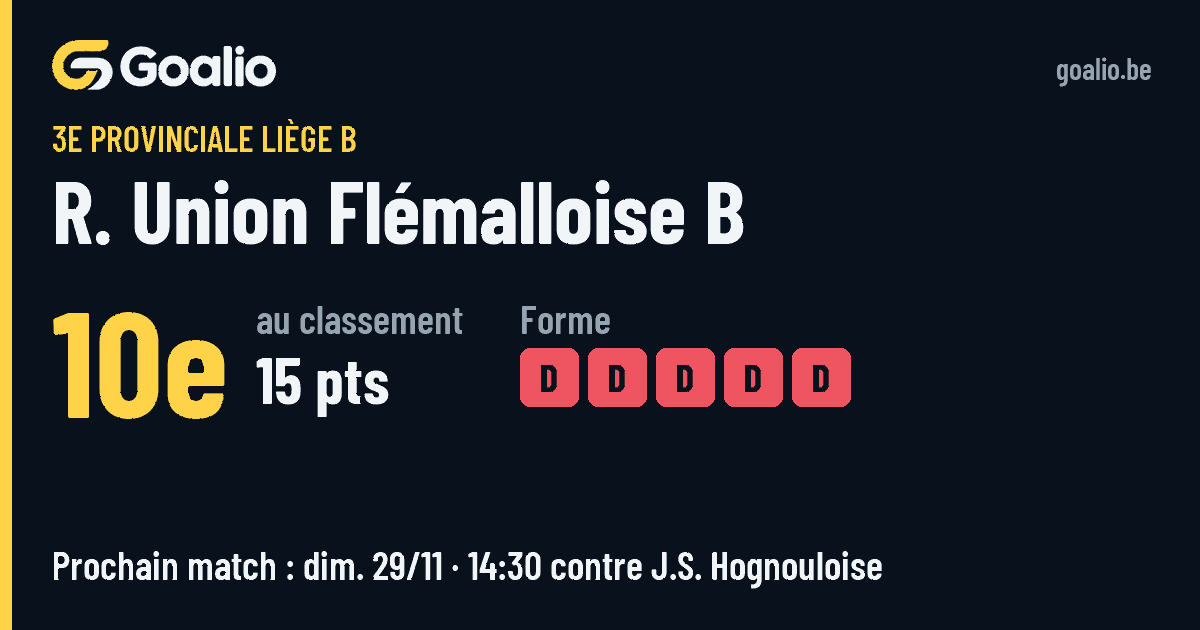 Goalio
goalio.be
3E PROVINCIALE LIÈGE B
R. Union Flémalloise B
10e
au classement
15 pts
Forme
D D D D D
Prochain match : dim. 29/11 · 14:30 contre J.S. Hognouloise